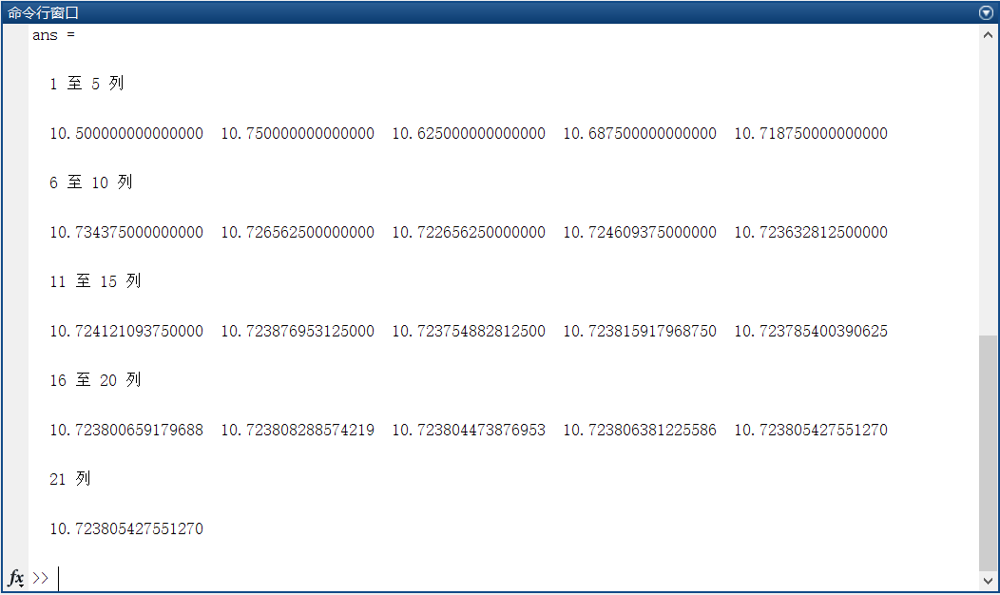 命令行窗口
ans =
1 至 5 列
10.500000000000000 10.750000000000000 10.625000000000000 10.687500000000000 10.718750000000000
6 至 10 列
10.734375000000000 10.726562500000000 10.722656250000000 10.724609375000000 10.723632812500000
11 至 15 列
10.724121093750000 10.723876953125000 10.723754882812500 10.723815917968750 10.723785400390625
16 至 20 列
10.723800659179688 10.723808288574219 10.723804473876953 10.723806381225586 10.723805427551270
21 列
10.723805427551270
fx >>